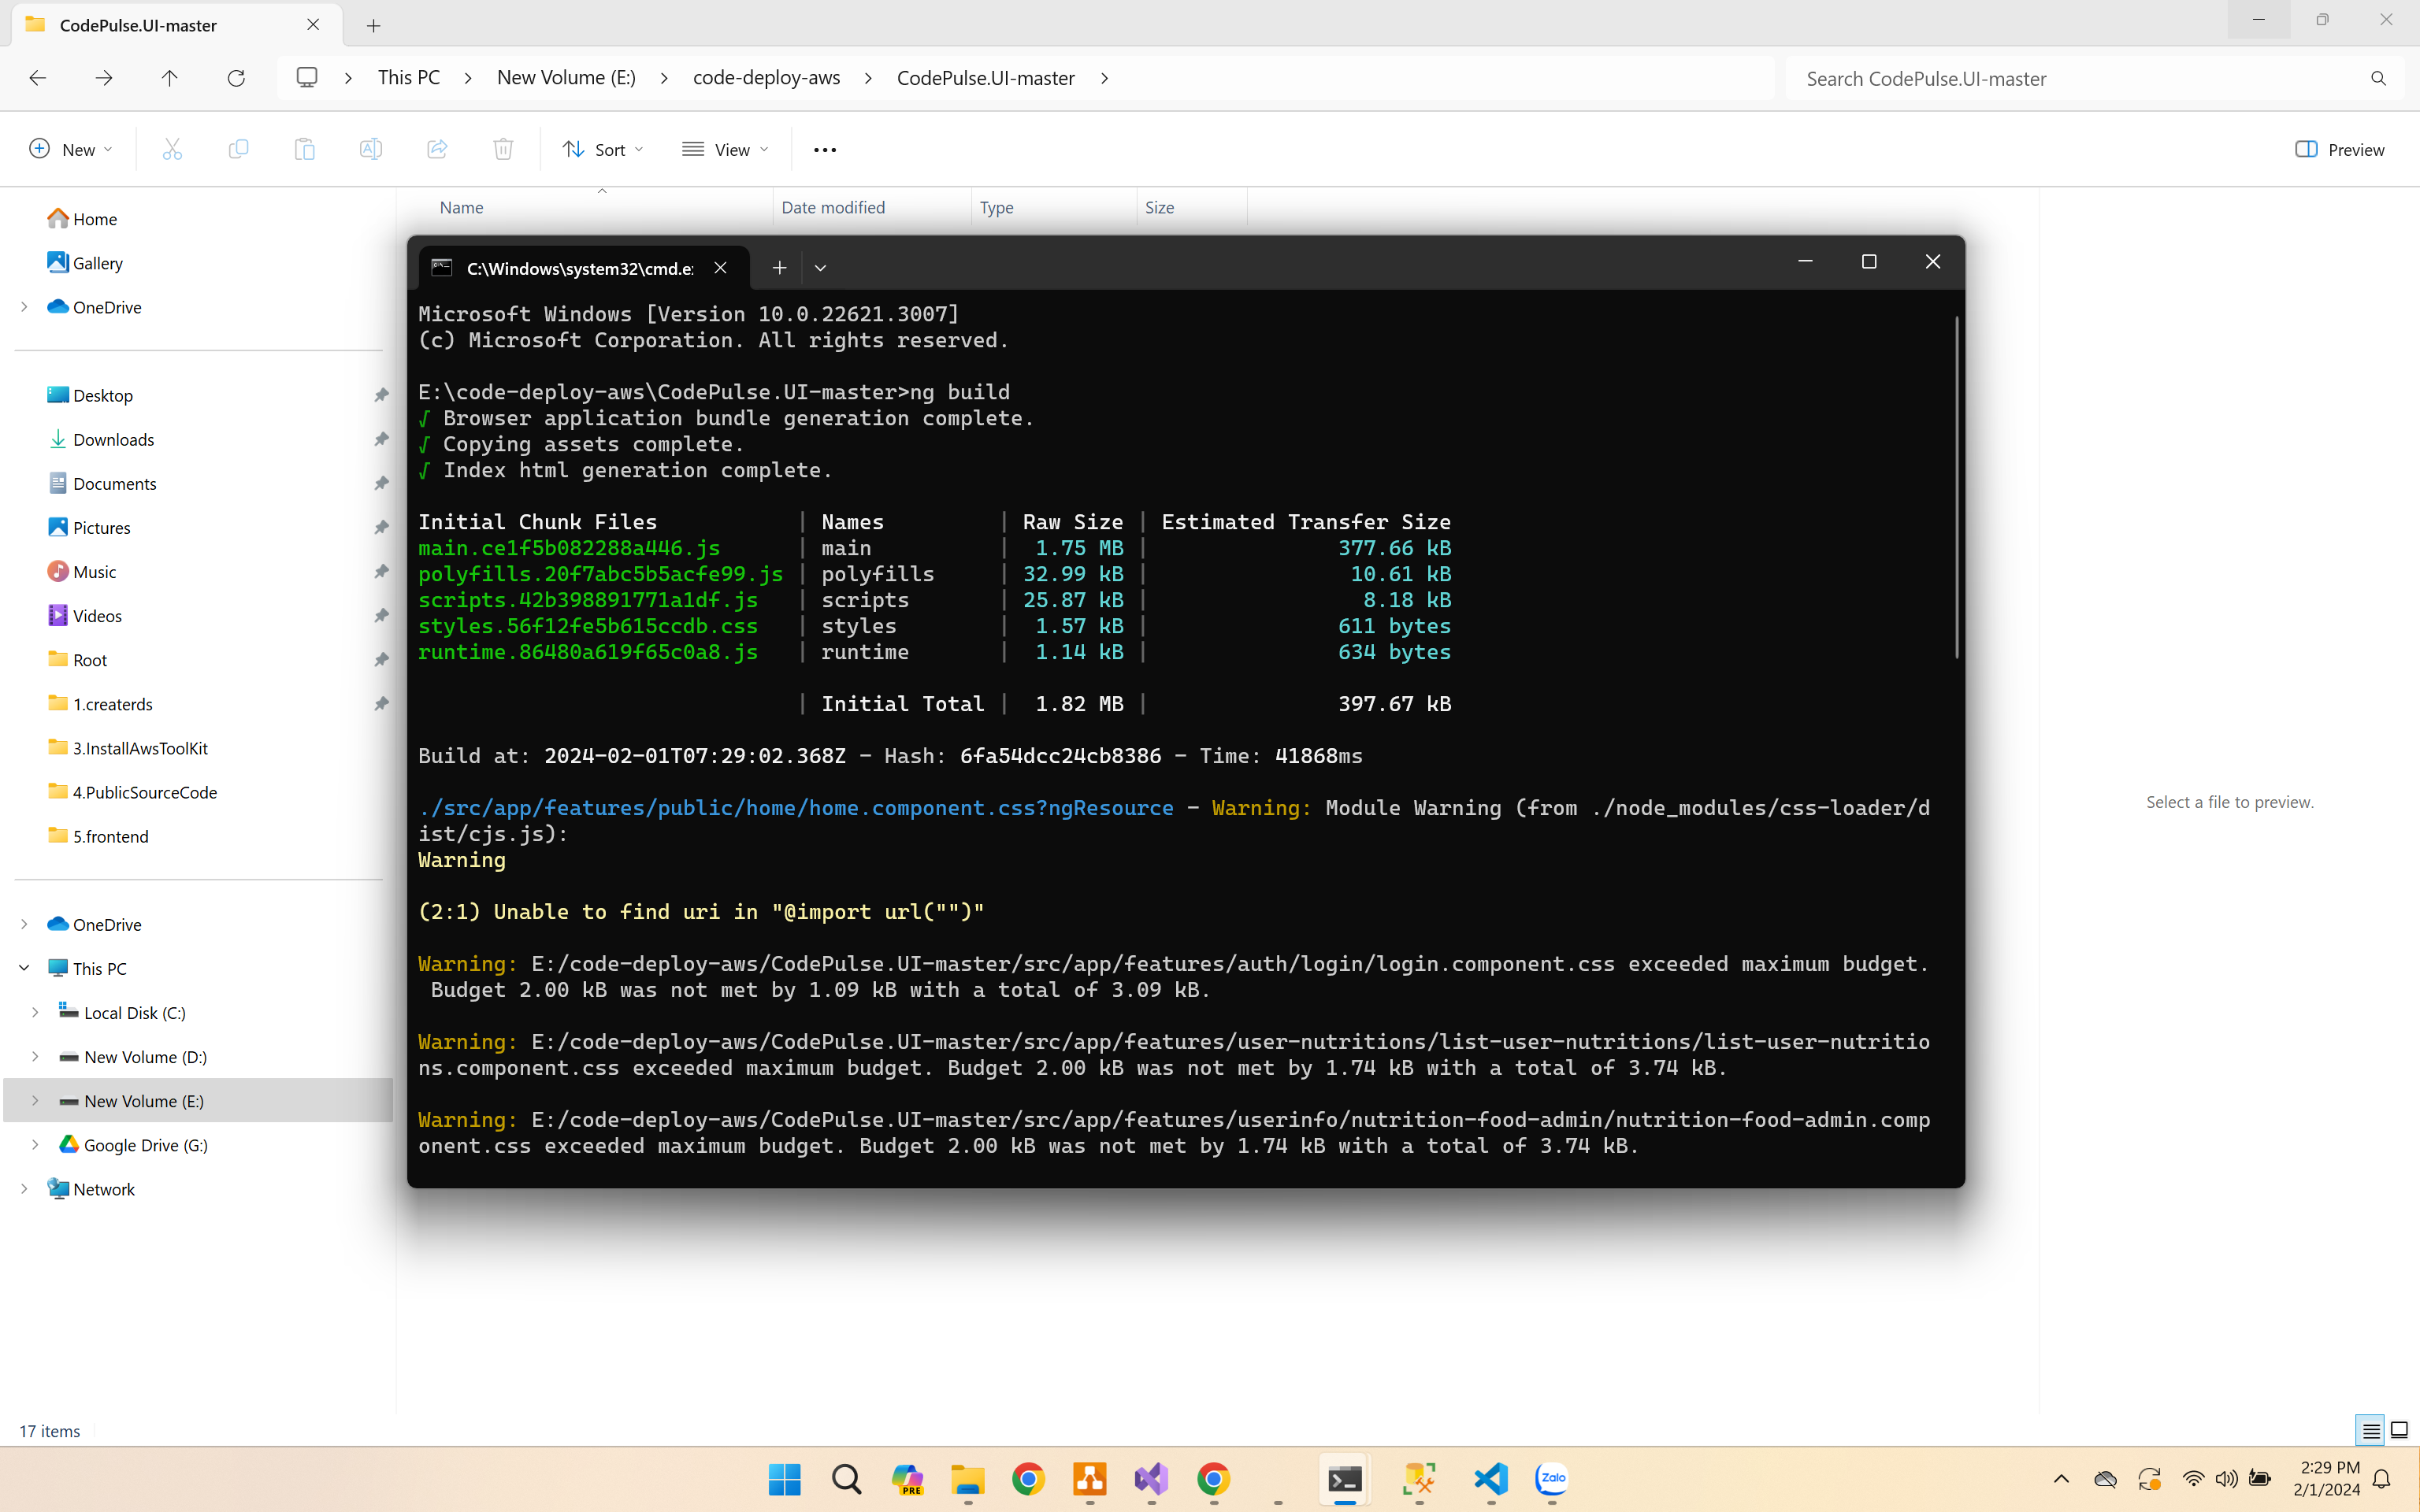 CodePulse.UI-master
This PC > New Volume (E:) > code-deploy-aws > CodePulse.UI-master >
Search CodePulse.UI-master
New
Sort
View
Preview
Name
Date modified
Type
Size
Home
Gallery
OneDrive
Desktop
Downloads
Documents
Pictures
Music
Videos
Root
1.createrds
3.InstallAwsToolKit
4.PublicSourceCode
5.frontend
OneDrive
This PC
Local Disk (C:)
New Volume (D:)
New Volume (E:)
Google Drive (G:)
Network
C:\Windows\system32\cmd.e
Microsoft Windows [Version 10.0.22621.3007]
(c) Microsoft Corporation. All rights reserved.
E:\code-deploy-aws\CodePulse.UI-master>ng build
√ Browser application bundle generation complete.
√ Copying assets complete.
√ Index html generation complete.
Initial Chunk Files | Names | Raw Size | Estimated Transfer Size
main.ce1f5b082288a446.js | main | 1.75 MB | 377.66 kB
polyfills.20f7abc5b5acfe99.js | polyfills | 32.99 kB | 10.61 kB
scripts.42b398891771a1df.js | scripts | 25.87 kB | 8.18 kB
styles.56f12fe5b615ccdb.css | styles | 1.57 kB | 611 bytes
runtime.86480a619f65c0a8.js | runtime | 1.14 kB | 634 bytes
| Initial Total | 1.82 MB | 397.67 kB
Build at: 2024-02-01T07:29:02.368Z - Hash: 6fa54dcc24cb8386 - Time: 41868ms
./src/app/features/public/home/home.component.css?ngResource - Warning: Module Warning (from ./node_modules/css-loader/d
ist/cjs.js):
Warning
(2:1) Unable to find uri in "@import url("")"
Warning: E:/code-deploy-aws/CodePulse.UI-master/src/app/features/auth/login/login.component.css exceeded maximum budget.
Budget 2.00 kB was not met by 1.09 kB with a total of 3.09 kB.
Warning: E:/code-deploy-aws/CodePulse.UI-master/src/app/features/user-nutritions/list-user-nutritions/list-user-nutritio
ns.component.css exceeded maximum budget. Budget 2.00 kB was not met by 1.74 kB with a total of 3.74 kB.
Warning: E:/code-deploy-aws/CodePulse.UI-master/src/app/features/userinfo/nutrition-food-admin/nutrition-food-admin.comp
onent.css exceeded maximum budget. Budget 2.00 kB was not met by 1.74 kB with a total of 3.74 kB.
Select a file to preview.
17 items
PRE
Zalo
2:29 PM
2/1/2024